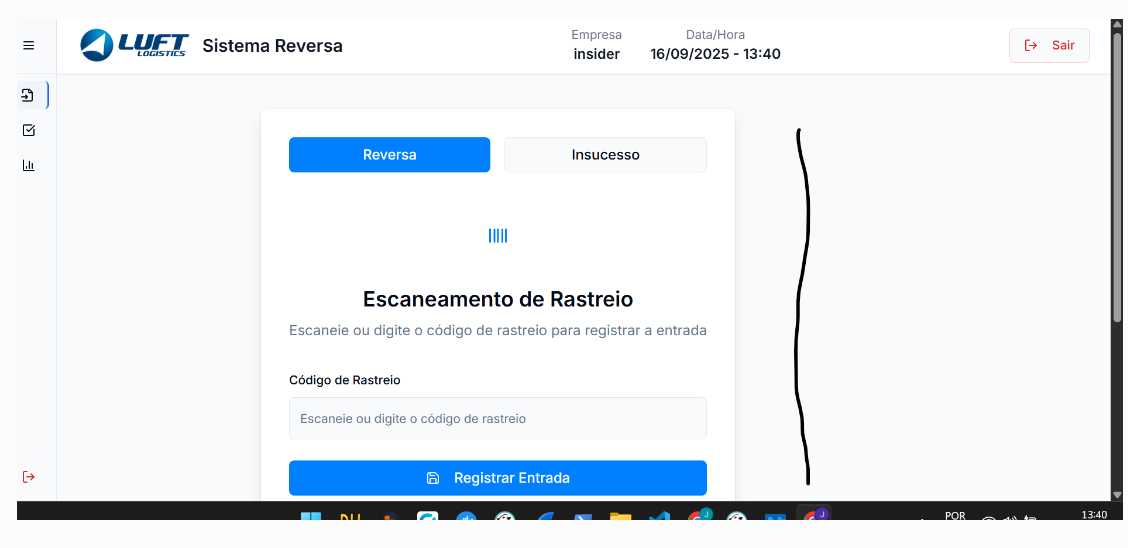 LUFT
LOGISTICS
Sistema Reversa
Empresa
insider
Data/Hora
16/09/2025 - 13:40
Sair
Reversa
Insucesso
Escaneamento de Rastreio
Escaneie ou digite o código de rastreio para registrar a entrada
Código de Rastreio
Escaneie ou digite o código de rastreio
Registrar Entrada
POR
13:40